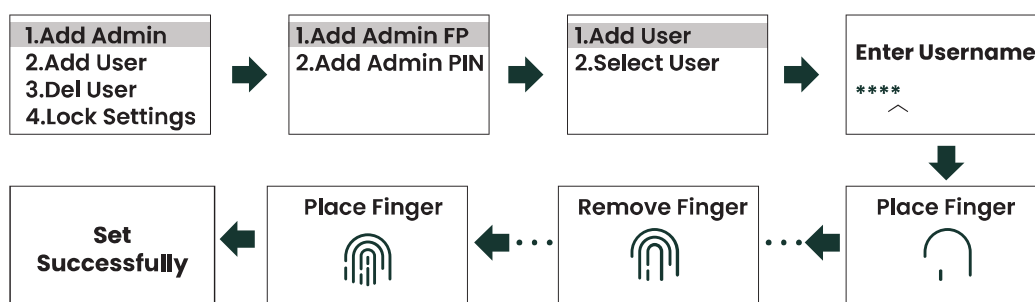 1.Add Admin
2.Add User
3.Del User
4.Lock Settings
1.Add Admin FP
2.Add Admin PIN
1.Add User
2.Select User
Enter Username
****
Place Finger
Remove Finger
Place Finger
Set
Successfully